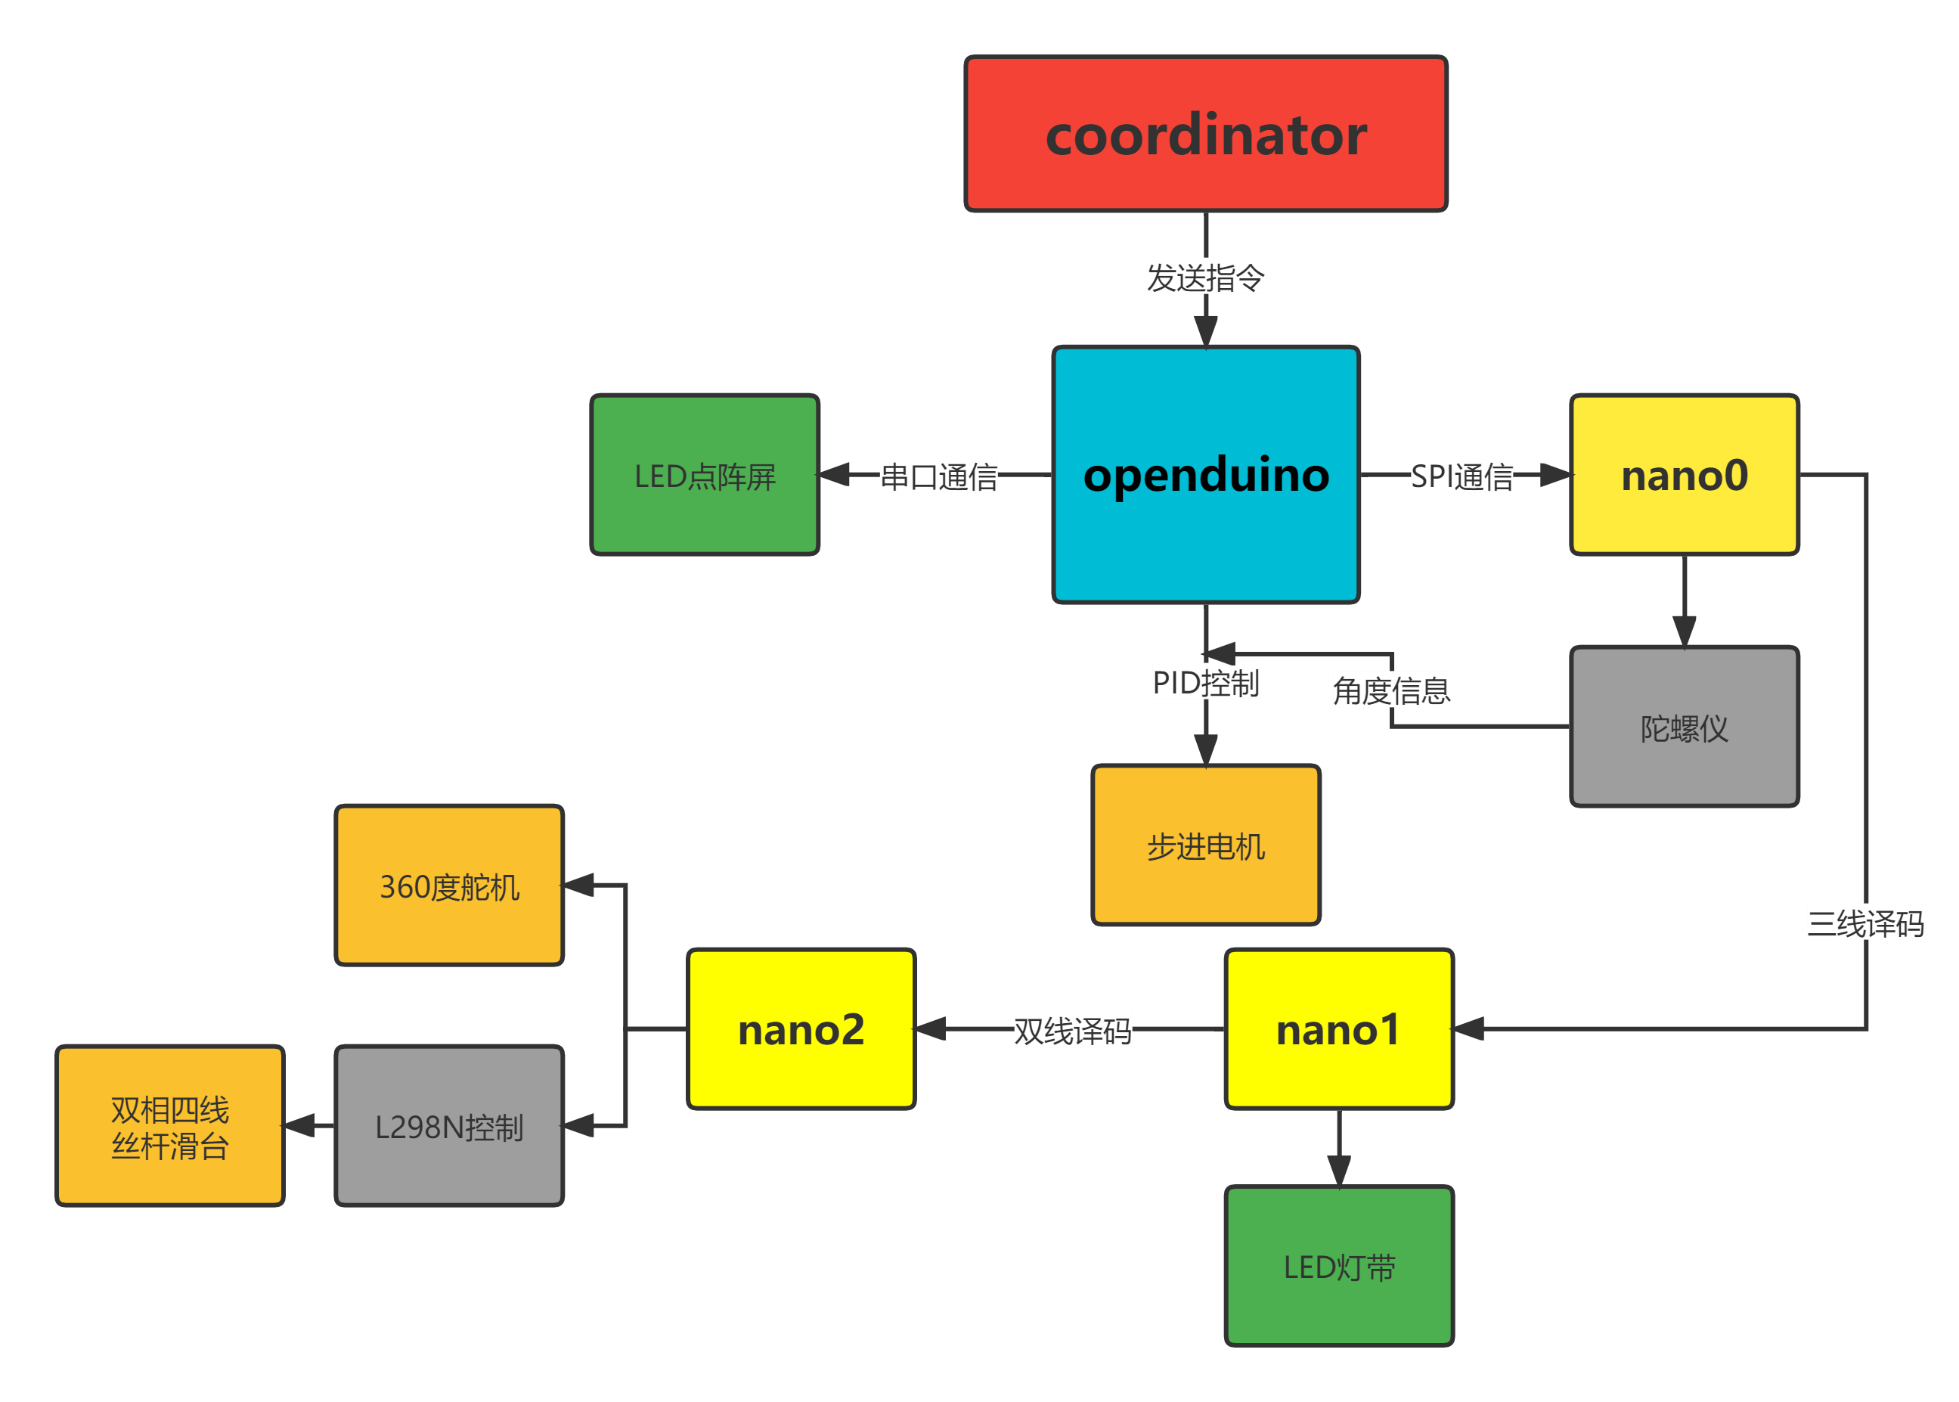 coordinator
发送指令
LED点阵屏
串口通信
openduino
SPI通信
nano0
PID控制
角度信息
陀螺仪
步进电机
360度舵机
三线译码
nano2
双线译码
nano1
双相四线
丝杆滑台
L298N控制
LED灯带